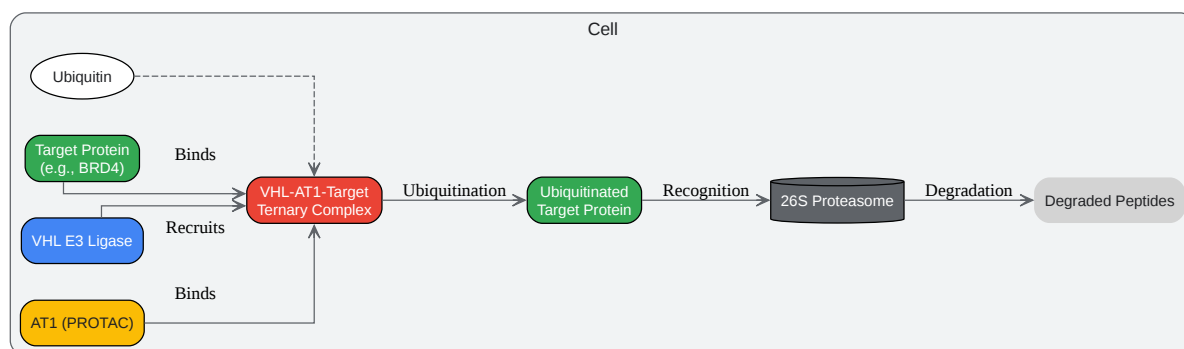 Cell
Ubiquitin
Target Protein
(e.g., BRD4)
Binds
VHL E3 Ligase
Recruits
AT1 (PROTAC)
Binds
VHL-AT1-Target
Ternary Complex
Ubiquitination
Ubiquitinated
Target Protein
Recognition
26S Proteasome
Degradation
Degraded Peptides